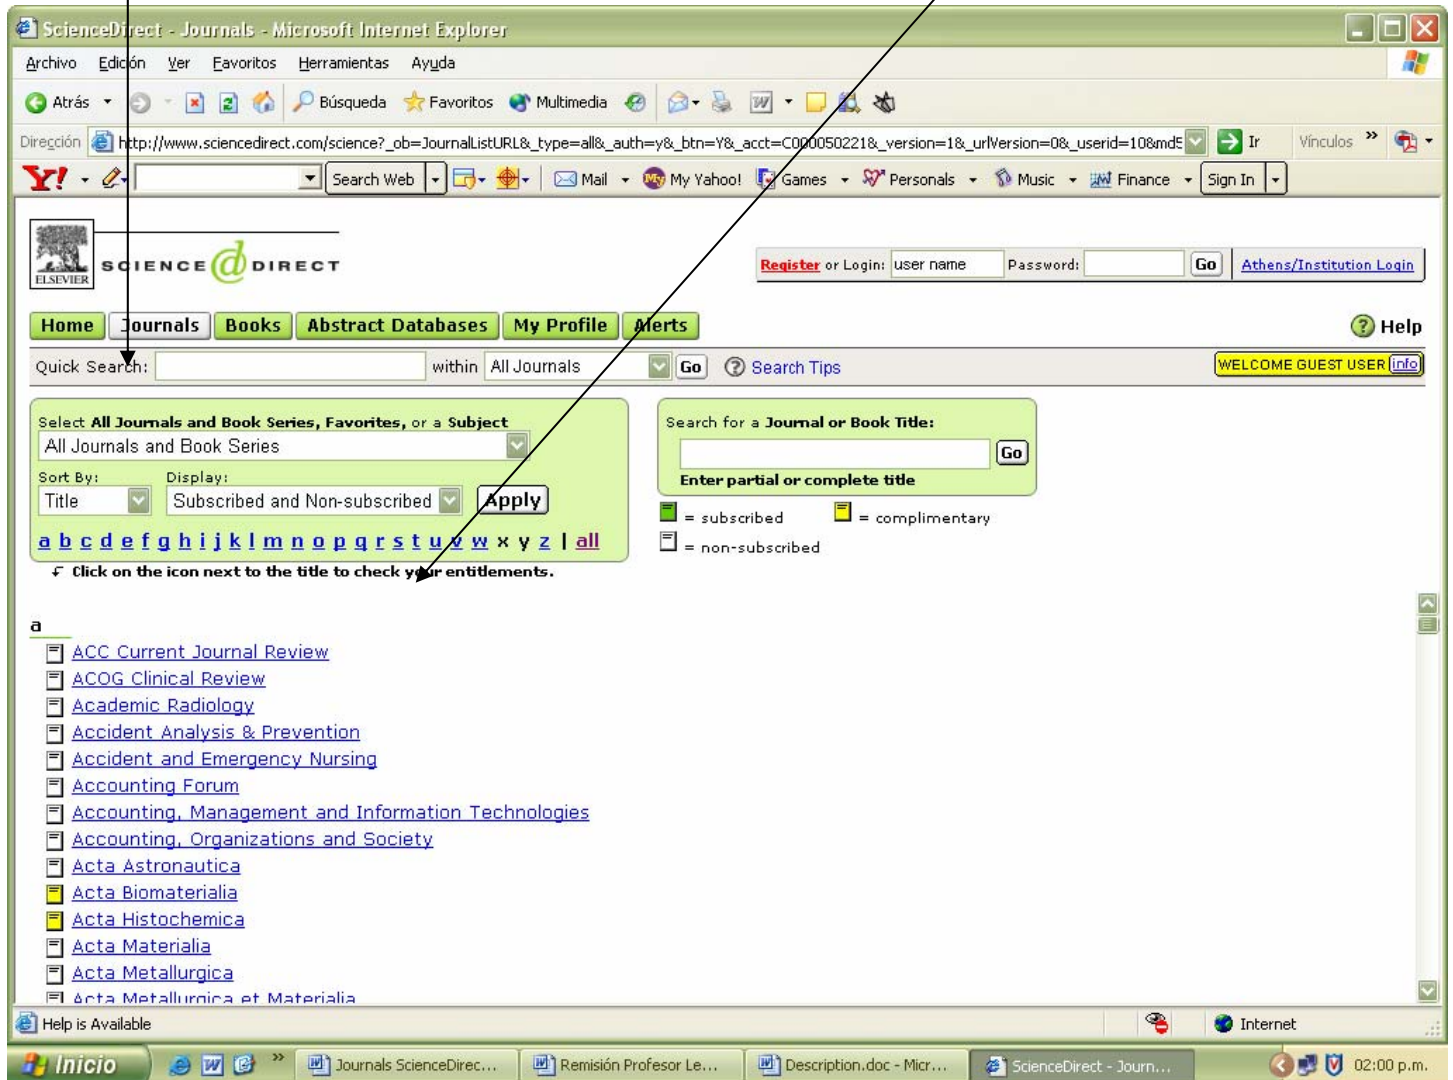 ScienceDirect - Journals - Microsoft Internet Explorer
Archivo Edición Ver Favoritos Herramientas Ayuda
Atrás Búsqueda Favoritos Multimedia
Dirección http://www.sciencedirect.com/science?_ob=JournalListURL&_type=all&_auth=y&_btn=Y&_acct=C000050221&_version=1&_urlVersion=0&_userid=10&md5 Ir Vínculos »
Y! Search Web Mail My Yahoo! Games Personals Music Finance Sign In
ELSEVIER SCIENCE @ DIRECT
Register or Login: user name Password: Go Athens/Institution Login
Home Journals Books Abstract Databases My Profile Alerts ? Help
Quick Search: within All Journals Go ? Search Tips WELCOME GUEST USER info
Select All Journals and Book Series, Favorites, or a Subject
All Journals and Book Series
Sort By: Display:
Title Subscribed and Non-subscribed Apply
a b c d e f g h i j k l m n o p q r s t u v w x y z | all
Click on the icon next to the title to check your entitlements.
Search for a Journal or Book Title:
Go
Enter partial or complete title
= subscribed = complimentary
= non-subscribed
a
ACC Current Journal Review
ACOG Clinical Review
Academic Radiology
Accident Analysis & Prevention
Accident and Emergency Nursing
Accounting Forum
Accounting, Management and Information Technologies
Accounting, Organizations and Society
Acta Astronautica
Acta Biomaterialia
Acta Histochemica
Acta Materialia
Acta Metallurgica
Acta Metallurgica et Materialia
Help is Available Internet
Inicio » Journals ScienceDirec... Remisión Profesor Le... Description.doc - Micr... ScienceDirect - Journ... 02:00 p.m.